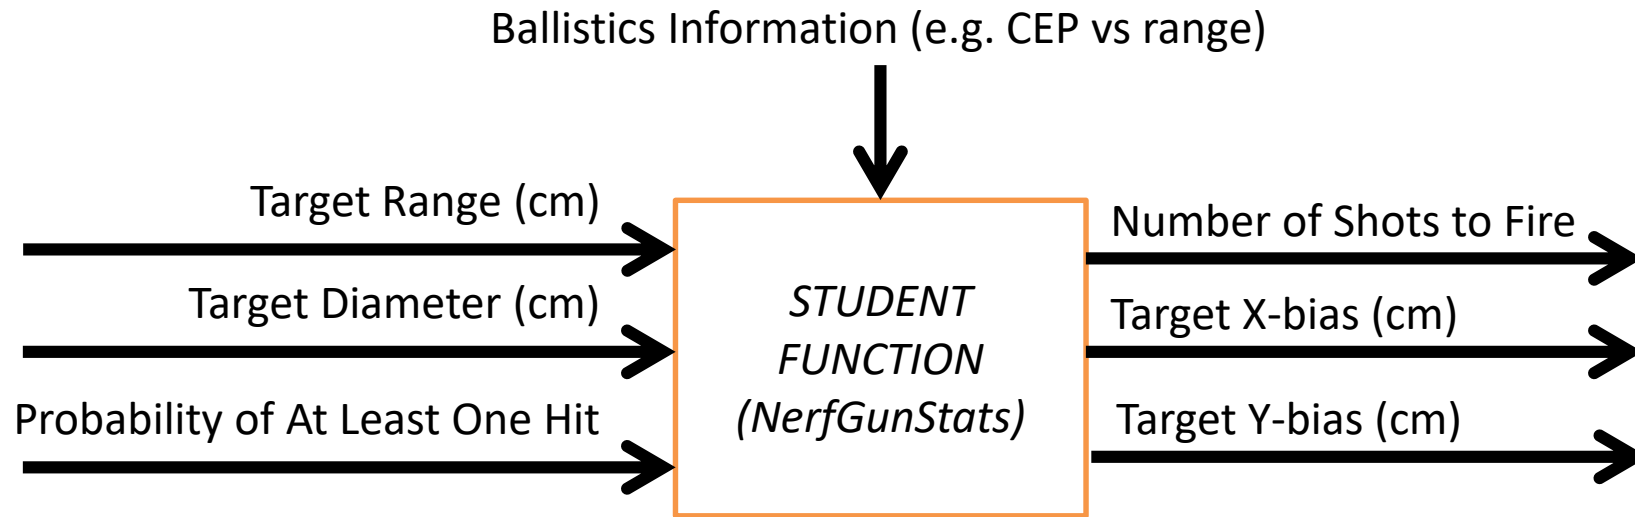 Ballistics Information (e.g. CEP vs range)
Target Range (cm)
Target Diameter (cm)
Probability of At Least One Hit
STUDENT
FUNCTION
(NerfGunStats)
Number of Shots to Fire
Target X-bias (cm)
Target Y-bias (cm)